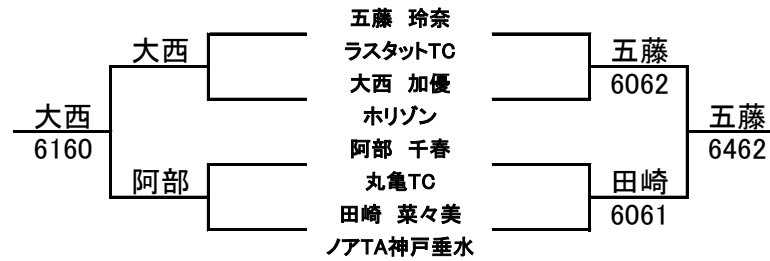 五藤　玲奈
大西
ラスタットTC
五藤
大西　加優
6062
大西
ホリゾン
五藤
6160
阿部　千春
6462
阿部
丸亀TC
田崎
田崎　菜々美
6061
ノアTA神戸垂水